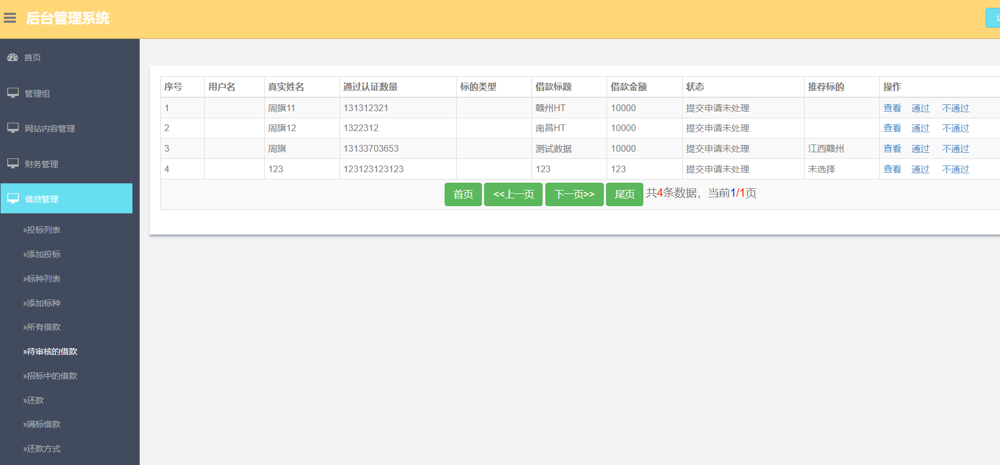 后台管理系统
首页
管理组
网站内容管理
财务管理
借贷管理
»投标列表
»添加投标
»标种列表
»添加标种
»所有借款
»待审核的借款
»招标中的借款
»还款
»满标借款
»还款方式
序号 用户名 真实姓名 通过认证数量 标的类型 借款标题 借款金额 状态 推荐标的 操作
1 周旗11 131312321 赣州HT 10000 提交申请未处理 查看 通过 不通过
2 周旗12 1322312 南昌HT 10000 提交申请未处理 查看 通过 不通过
3 周旗 13133703653 测试数据 10000 提交申请未处理 江西赣州 查看 通过 不通过
4 123 123123123123 123 123 提交申请未处理 未选择 查看 通过 不通过
首页 <<上一页 下一页>> 尾页 共4条数据，当前1/1页